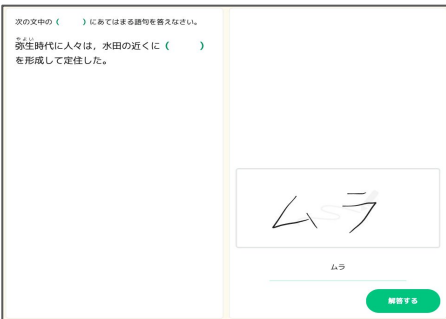 次の文中の（　　）にあてはまる語句を答えなさい。
やよい
弥生時代に人々は，水田の近くに（　　）
を形成して定住した。
ムラ
ムラ
解答する